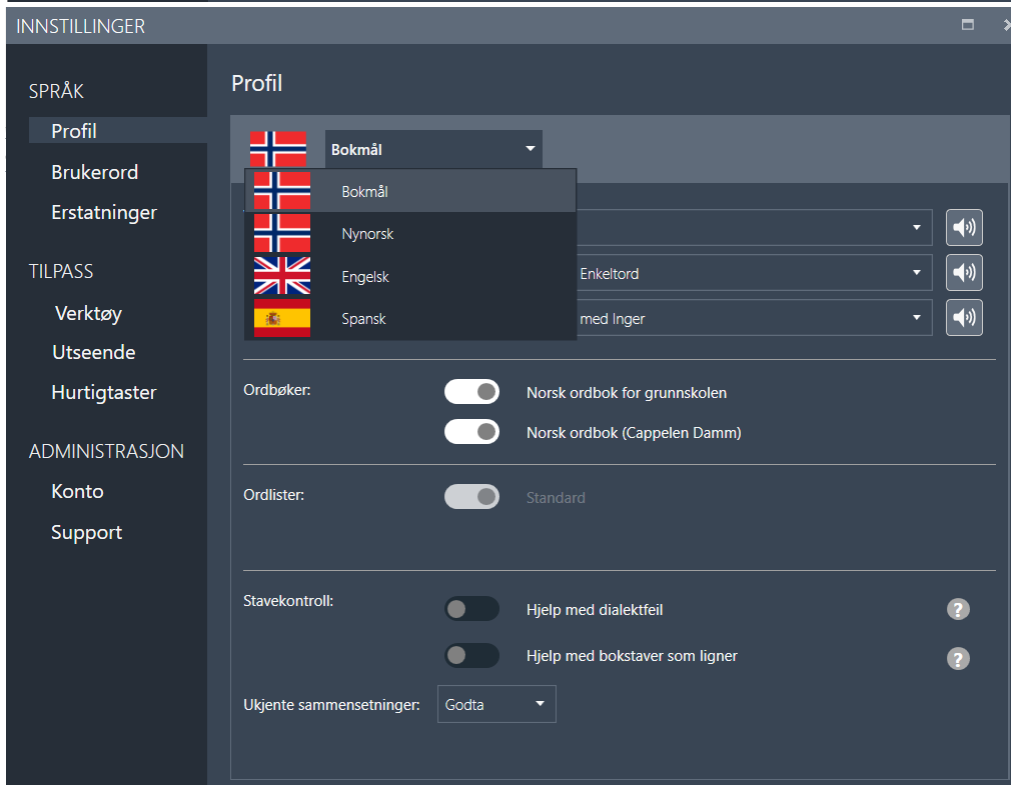 INNSTILLINGER
SPRÅK
Profil
Brukerord
Erstatninger
TILPASS
Verktøy
Utseende
Hurtigtaster
ADMINISTRASJON
Konto
Support
Profil
Bokmål
Bokmål
Nynorsk
Engelsk
Spansk
Enkeltord
med Inger
Ordbøker:
Norsk ordbok for grunnskolen
Norsk ordbok (Cappelen Damm)
Ordlister:
Standard
Stavekontroll:
Hjelp med dialektfeil
?
Hjelp med bokstaver som ligner
?
Ukjente sammensetninger:
Godta